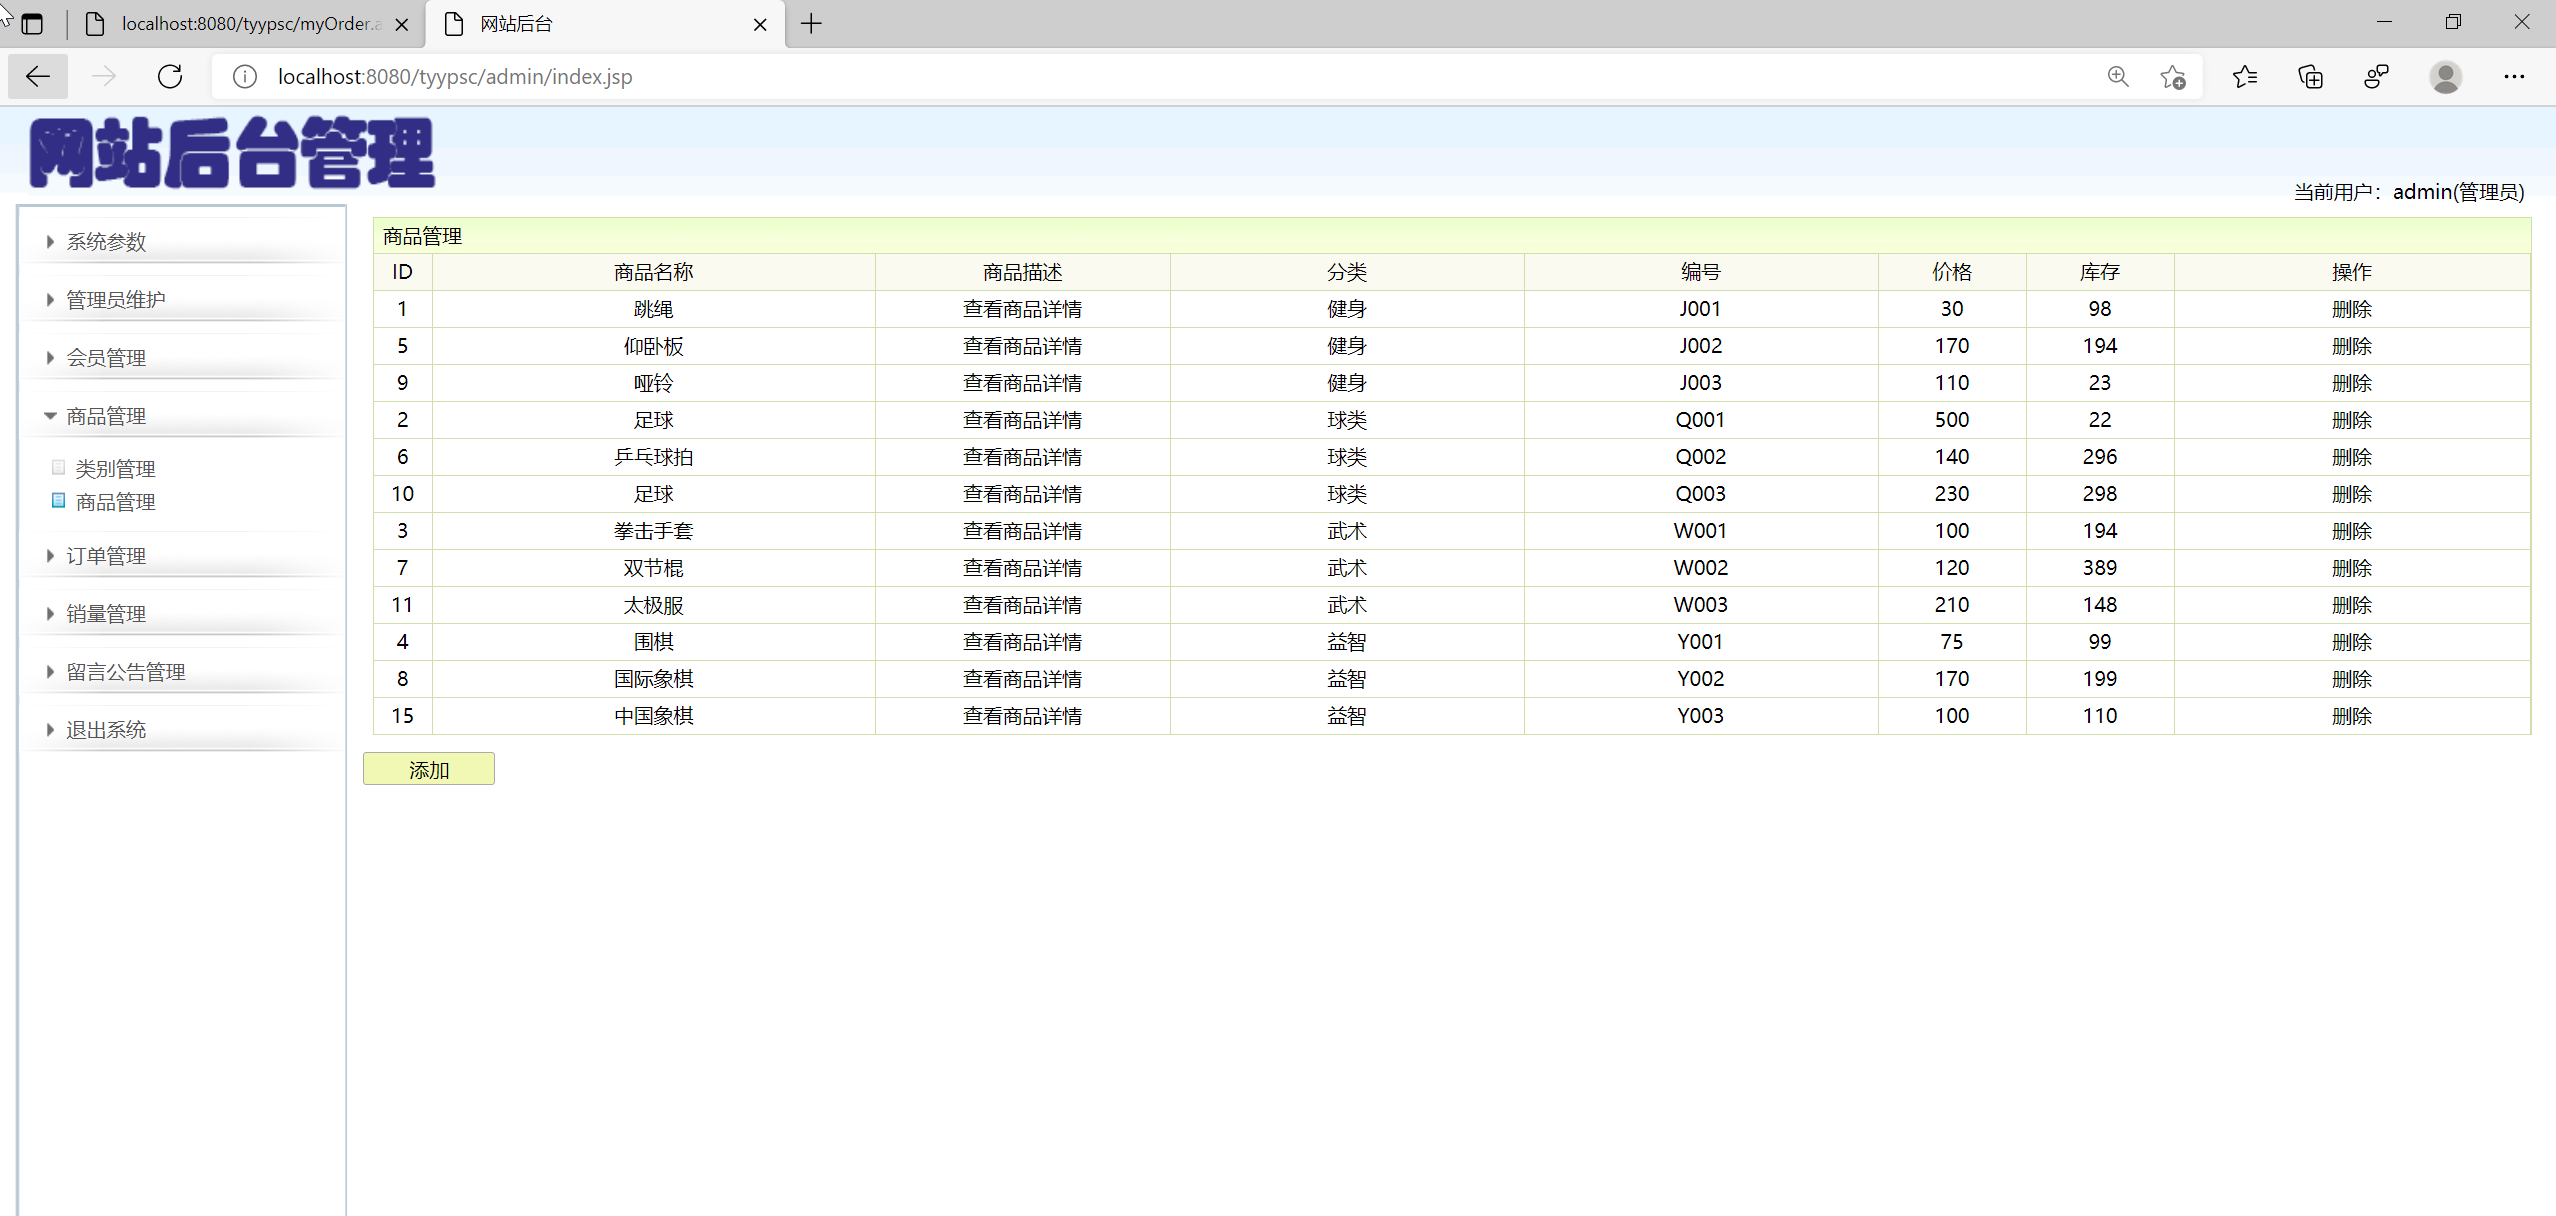 localhost:8080/tyypsc/myOrder.a
网站后台
localhost:8080/tyypsc/admin/index.jsp
网站后台管理
当前用户：admin(管理员)
系统参数
管理员维护
会员管理
商品管理
类别管理
商品管理
订单管理
销量管理
留言公告管理
退出系统
商品管理
ID 商品名称 商品描述 分类 编号 价格 库存 操作
1 跳绳 查看商品详情 健身 J001 30 98 删除
5 仰卧板 查看商品详情 健身 J002 170 194 删除
9 哑铃 查看商品详情 健身 J003 110 23 删除
2 足球 查看商品详情 球类 Q001 500 22 删除
6 乒乓球拍 查看商品详情 球类 Q002 140 296 删除
10 足球 查看商品详情 球类 Q003 230 298 删除
3 拳击手套 查看商品详情 武术 W001 100 194 删除
7 双节棍 查看商品详情 武术 W002 120 389 删除
11 太极服 查看商品详情 武术 W003 210 148 删除
4 围棋 查看商品详情 益智 Y001 75 99 删除
8 国际象棋 查看商品详情 益智 Y002 170 199 删除
15 中国象棋 查看商品详情 益智 Y003 100 110 删除
添加